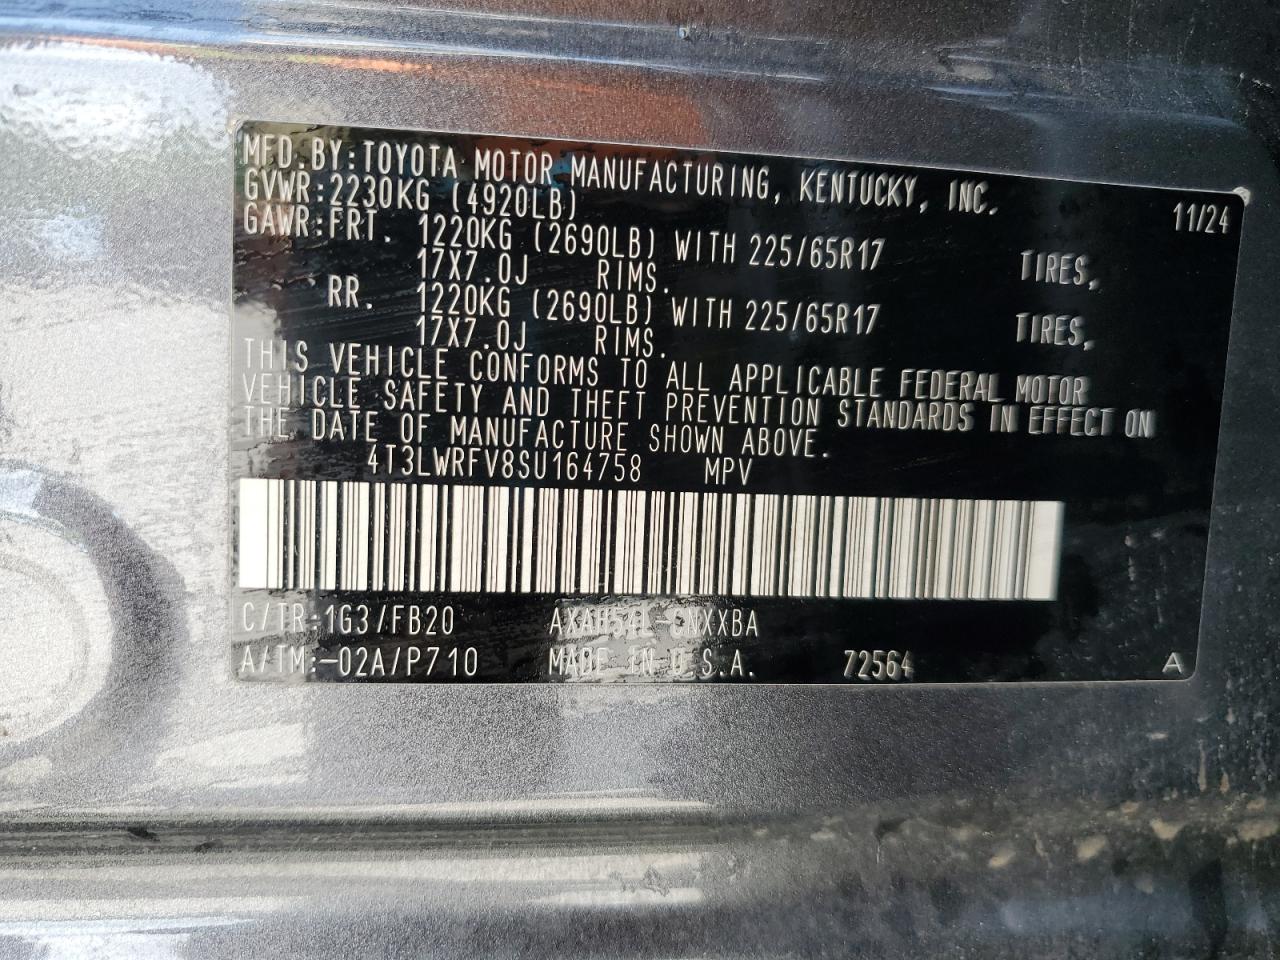 MFD.BY:TOYOTA MOTOR MANUFACTURING, KENTUCKY, INC.
GVWR:2230KG (4920LB) 11/24
GAWR:FRT. 1220KG (2690LB) WITH 225/65R17 TIRES,
17X7.0J RIMS.
RR. 1220KG (2690LB) WITH 225/65R17 TIRES,
17X7.0J RIMS.
THIS VEHICLE CONFORMS TO ALL APPLICABLE FEDERAL MOTOR
VEHICLE SAFETY AND THEFT PREVENTION STANDARDS IN EFFECT ON
THE DATE OF MANUFACTURE SHOWN ABOVE.
4T3LWRFV8SU164758 MPV
C/TR:1G3/FB20 AXAH54L-CNXXBA
A/TM:-02A/P710 MADE IN U.S.A. 72564 A